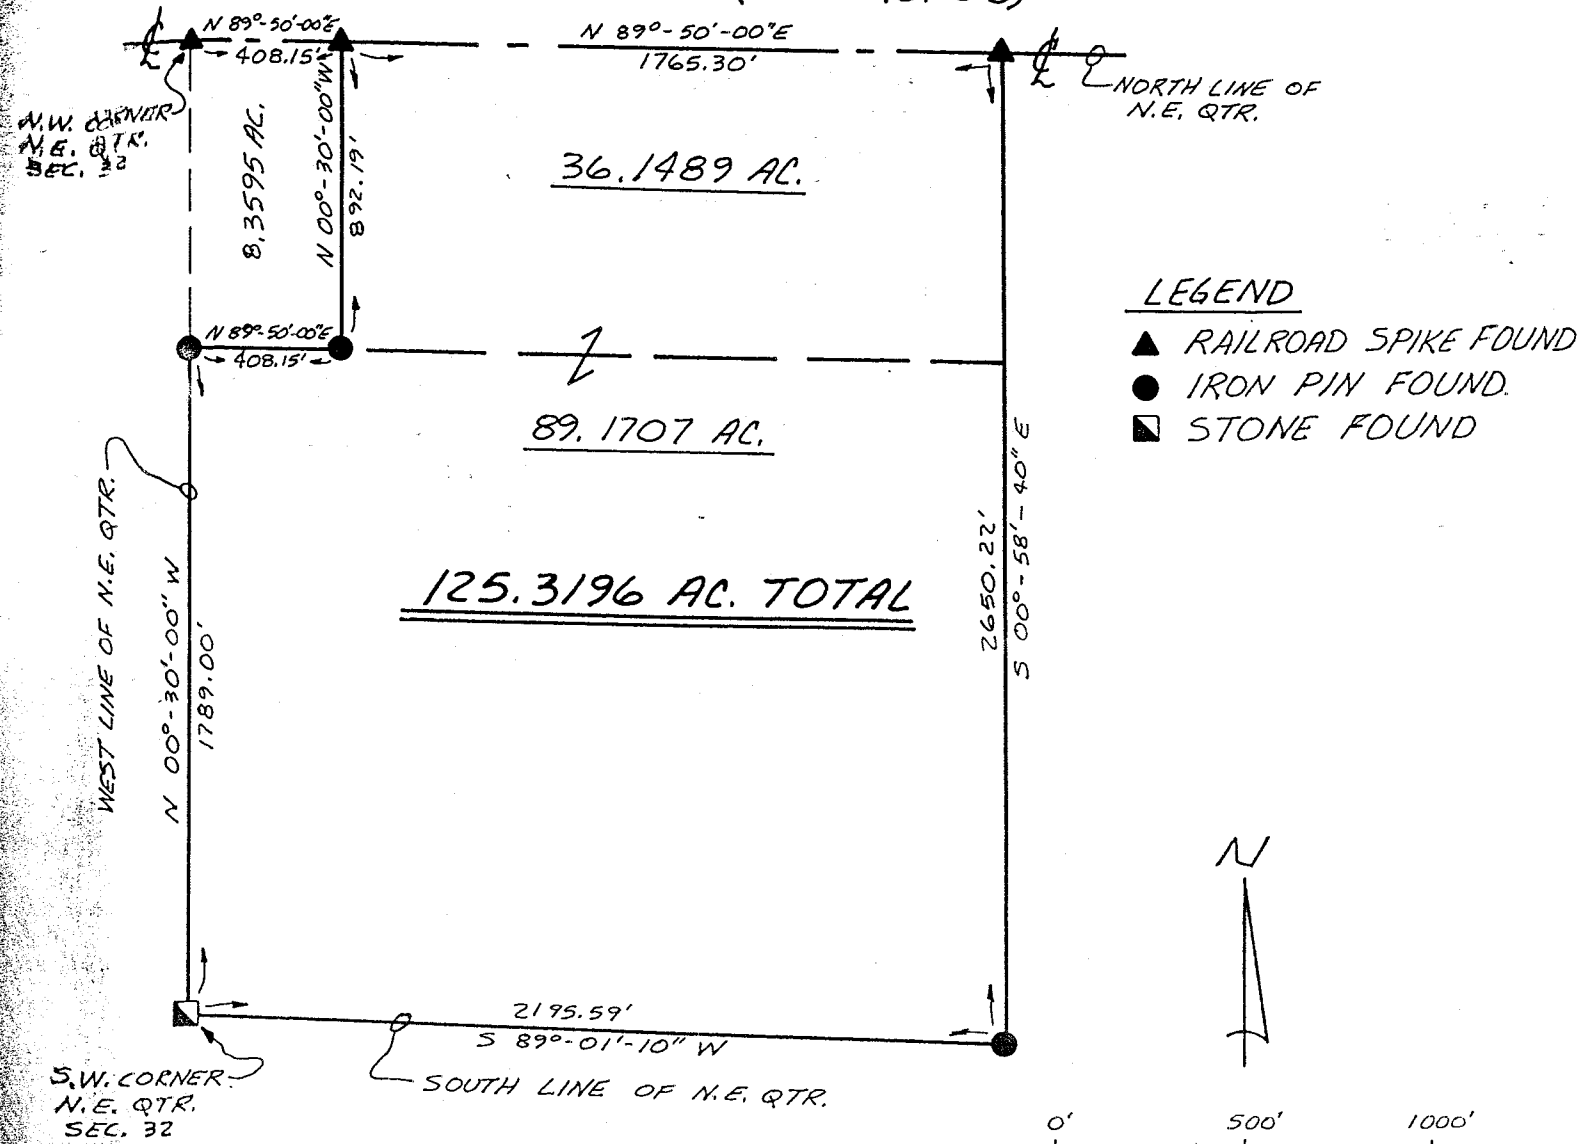 N 89°-50'-00"E
408.15'
N 89°-50'-00"E
1765.30'
NORTH LINE OF
N.E. QTR.
N.W. CORNER
N.E. QTR.
SEC. 32
8.3595 AC.
N 00°-30'-00" W
892.19'
36.1489 AC.
N 89°-50'-00"E
408.15'
89.1707 AC.
LEGEND
RAILROAD SPIKE FOUND
IRON PIN FOUND.
STONE FOUND
WEST LINE OF N.E. QTR.
N 00°-30'-00" W
1789.00'
125.3196 AC. TOTAL
2650.22'
S 00°-58'-40" E
N
2195.59'
S 89°-01'-10" W
SOUTH LINE OF N.E. QTR.
S.W. CORNER
N.E. QTR.
SEC. 32
0' 500' 1000'